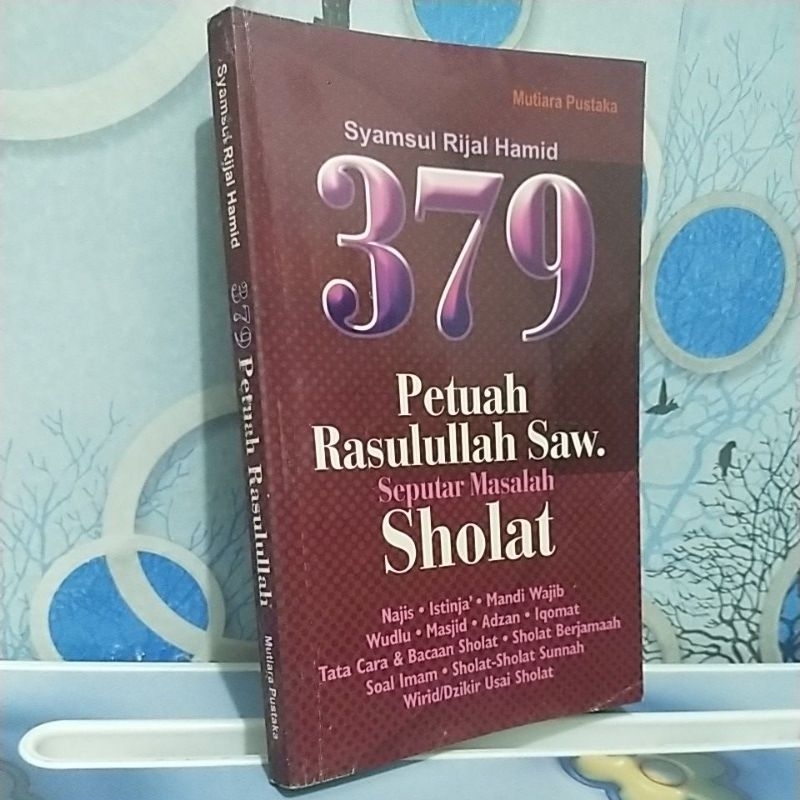 Mutiara Pustaka
Syamsul Rijal Hamid
379
Petuah
Rasulullah Saw.
Seputar Masalah
Sholat
Najis • Istinja' • Mandi Wajib
Wudlu • Masjid • Adzan • Iqomat
Tata Cara & Bacaan Sholat • Sholat Berjamaah
Soal Imam • Sholat-Sholat Sunnah
Wirid/Dzikir Usai Sholat
Syamsul Rijal Hamid 379 Petuah Rasulullah Mutiara Pustaka